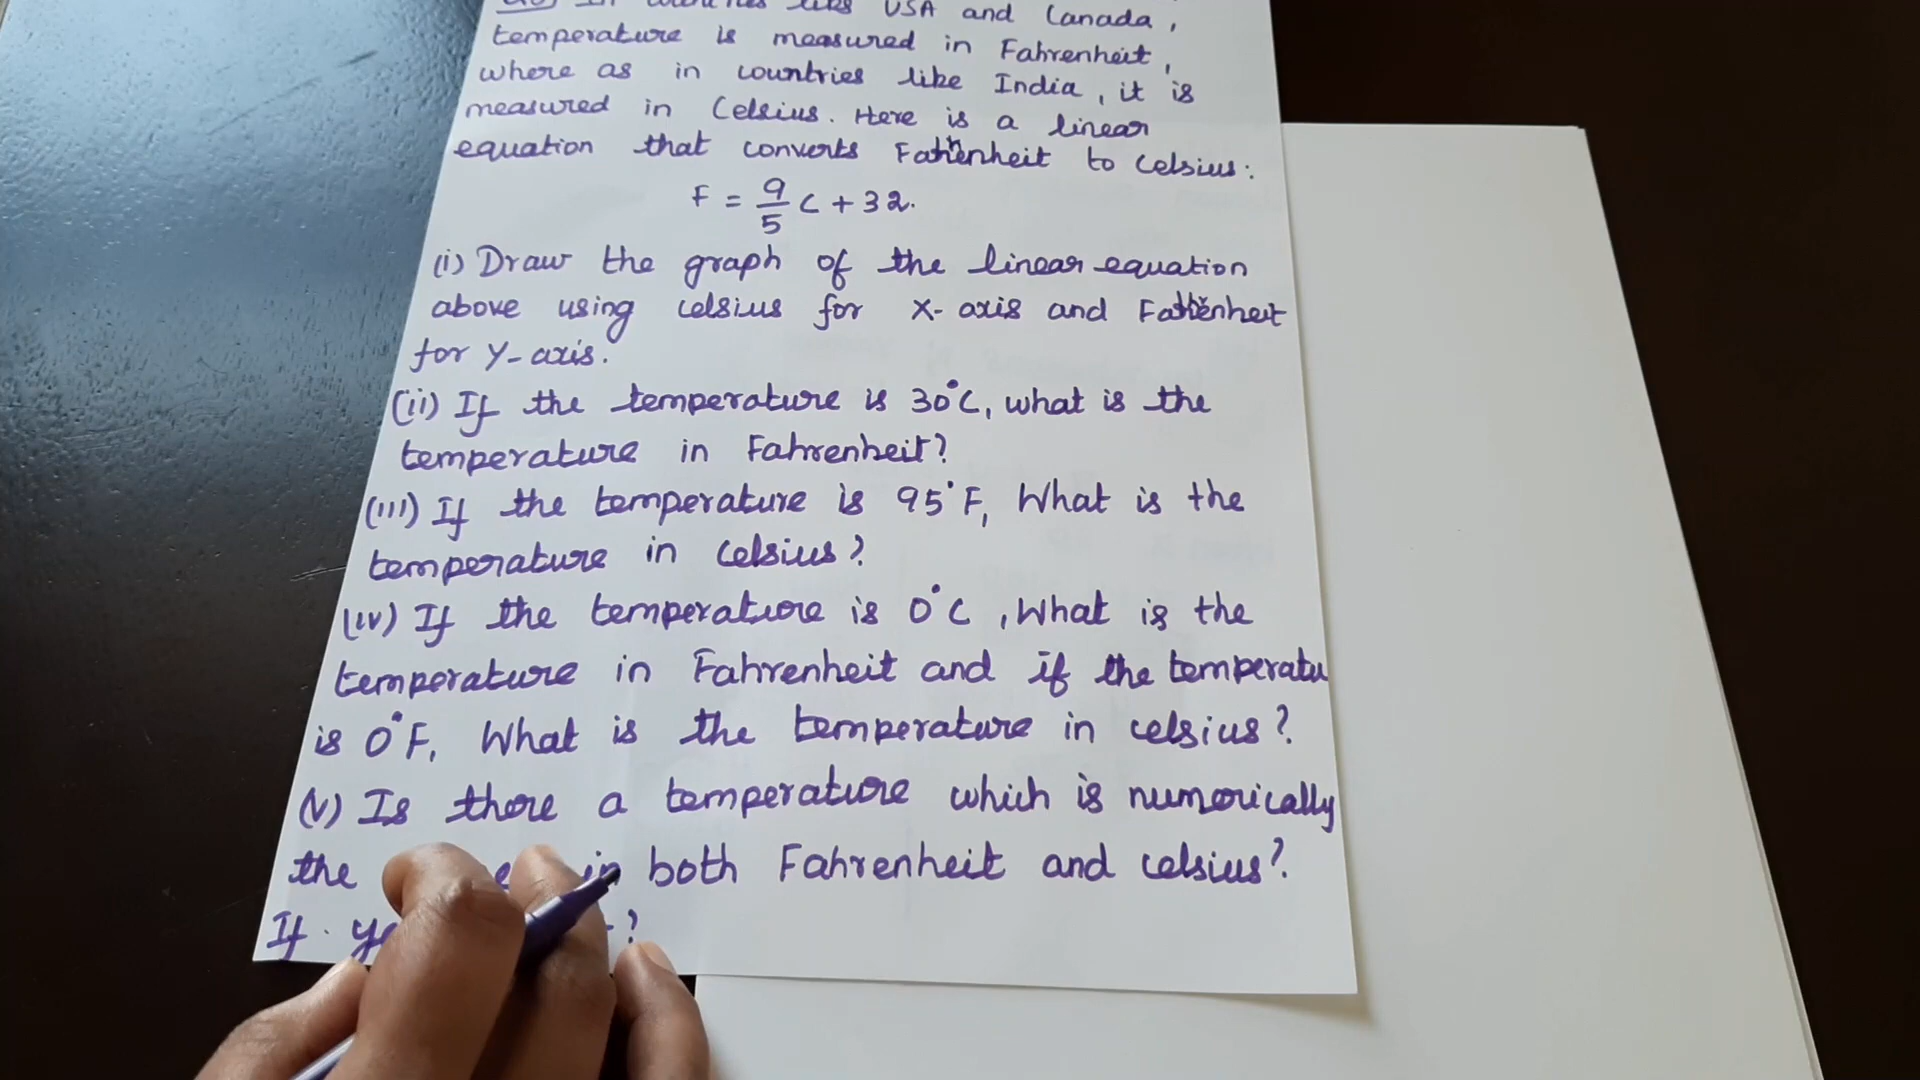 USA and Canada,
temperature is measured in Fahrenheit,
where as in countries like India, it is
measured in Celsius. Here is a linear
equation that converts Fahrenheit to Celsius:
F = 9/5 C + 32.
(i) Draw the graph of the linear equation
above using celsius for X-axis and Fahrenheit
for Y-axis.
(ii) If the temperature is 30°C, what is the
temperature in Fahrenheit?
(iii) If the temperature is 95°F, What is the
temperature in celsius?
(iv) If the temperature is 0°C, What is the
temperature in Fahrenheit and if the temperatu
is 0°F, What is the temperature in celsius?
(v) Is there a temperature which is numerically
the in both Fahrenheit and celsius?
If ?